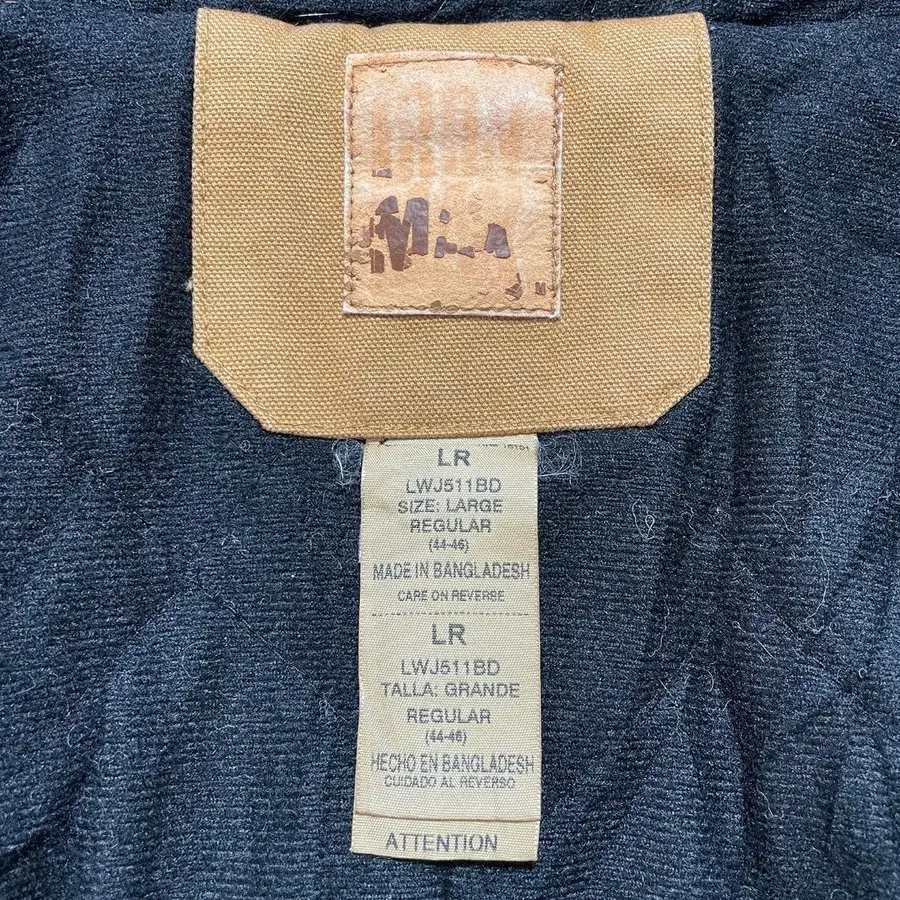 IRON
LR
LWJ511BD
SIZE: LARGE
REGULAR
(44-46)
MADE IN BANGLADESH
CARE ON REVERSE
LR
LWJ511BD
TALLA: GRANDE
REGULAR
(44-46)
HECHO EN BANGLADESH
CUIDADO AL REVERSO
ATTENTION